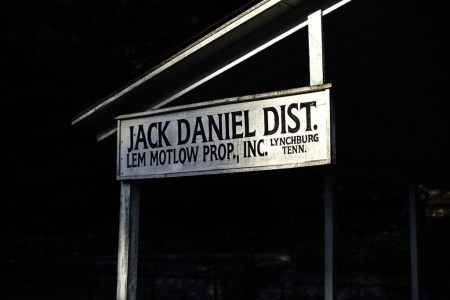 JACK DANIEL DIST.
LEM MOTLOW PROP., INC. LYNCHBURG
TENN.